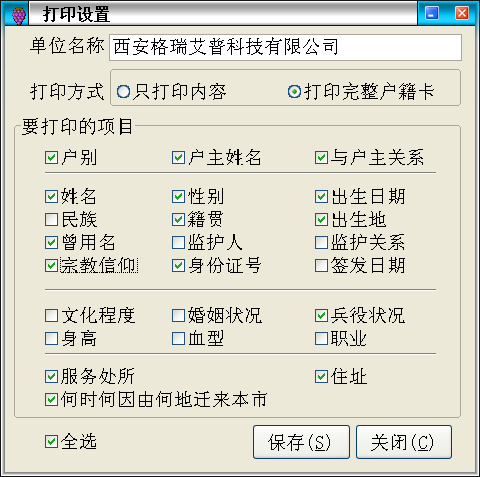 打印设置
单位名称 西安格瑞艾普科技有限公司
打印方式 只打印内容 打印完整户籍卡
要打印的项目
户别 户主姓名 与户主关系
姓名 性别 出生日期
民族 籍贯 出生地
曾用名 监护人 监护关系
宗教信仰 身份证号 签发日期
文化程度 婚姻状况 兵役状况
身高 血型 职业
服务处所 住址
何时何因由何地迁来本市
全选 保存(S) 关闭(C)